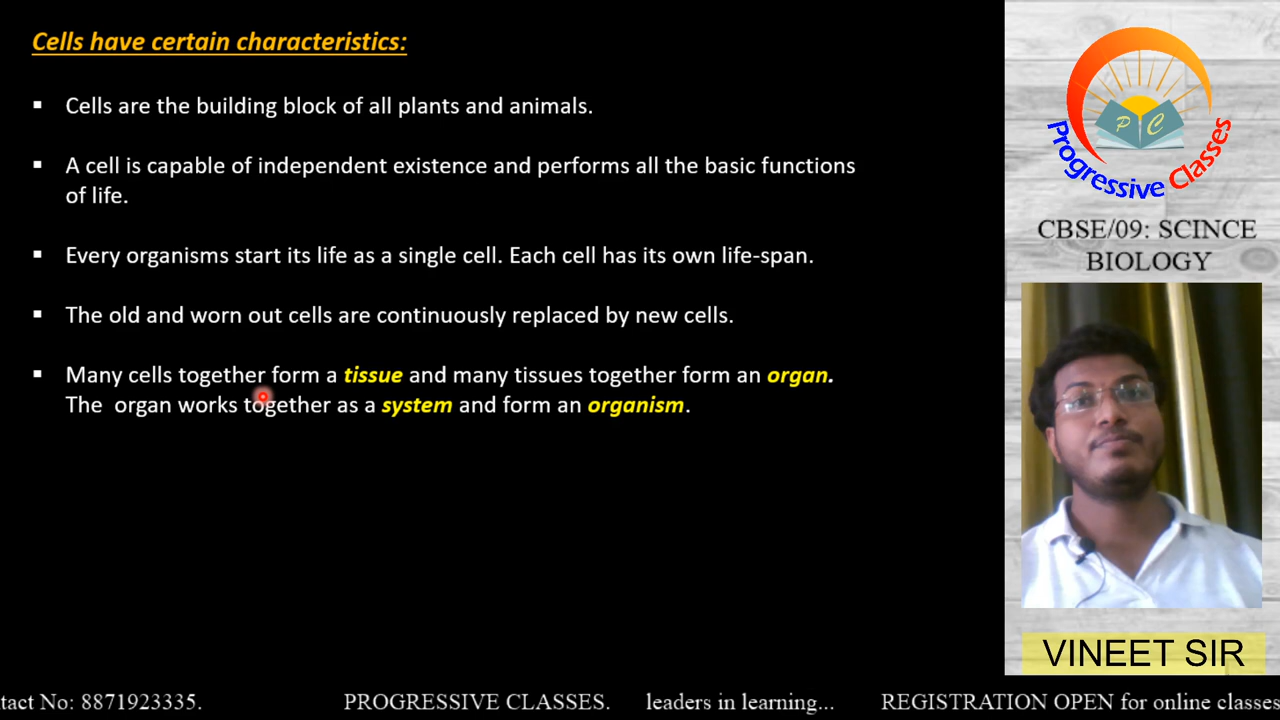 Cells have certain characteristics:
▪ Cells are the building block of all plants and animals.
▪ A cell is capable of independent existence and performs all the basic functions
of life.
▪ Every organisms start its life as a single cell. Each cell has its own life-span.
▪ The old and worn out cells are continuously replaced by new cells.
▪ Many cells together form a tissue and many tissues together form an organ.
The organ works together as a system and form an organism.
P C
Progressive Classes
CBSE/09: SCINCE
BIOLOGY
VINEET SIR
ntact No: 8871923335. PROGRESSIVE CLASSES. leaders in learning... REGISTRATION OPEN for online classes